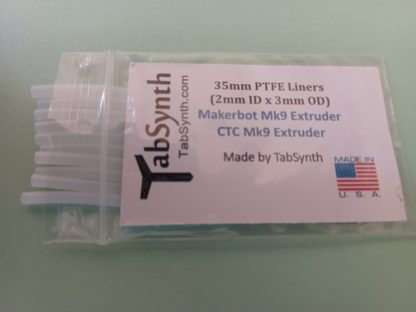 35mm PTFE Liners
(2mm ID x 3mm OD)
Makerbot Mk9 Extruder
CTC Mk9 Extruder
Made by TabSynth
TabSynth
TabSynth.com
MADE IN
U. S. A.